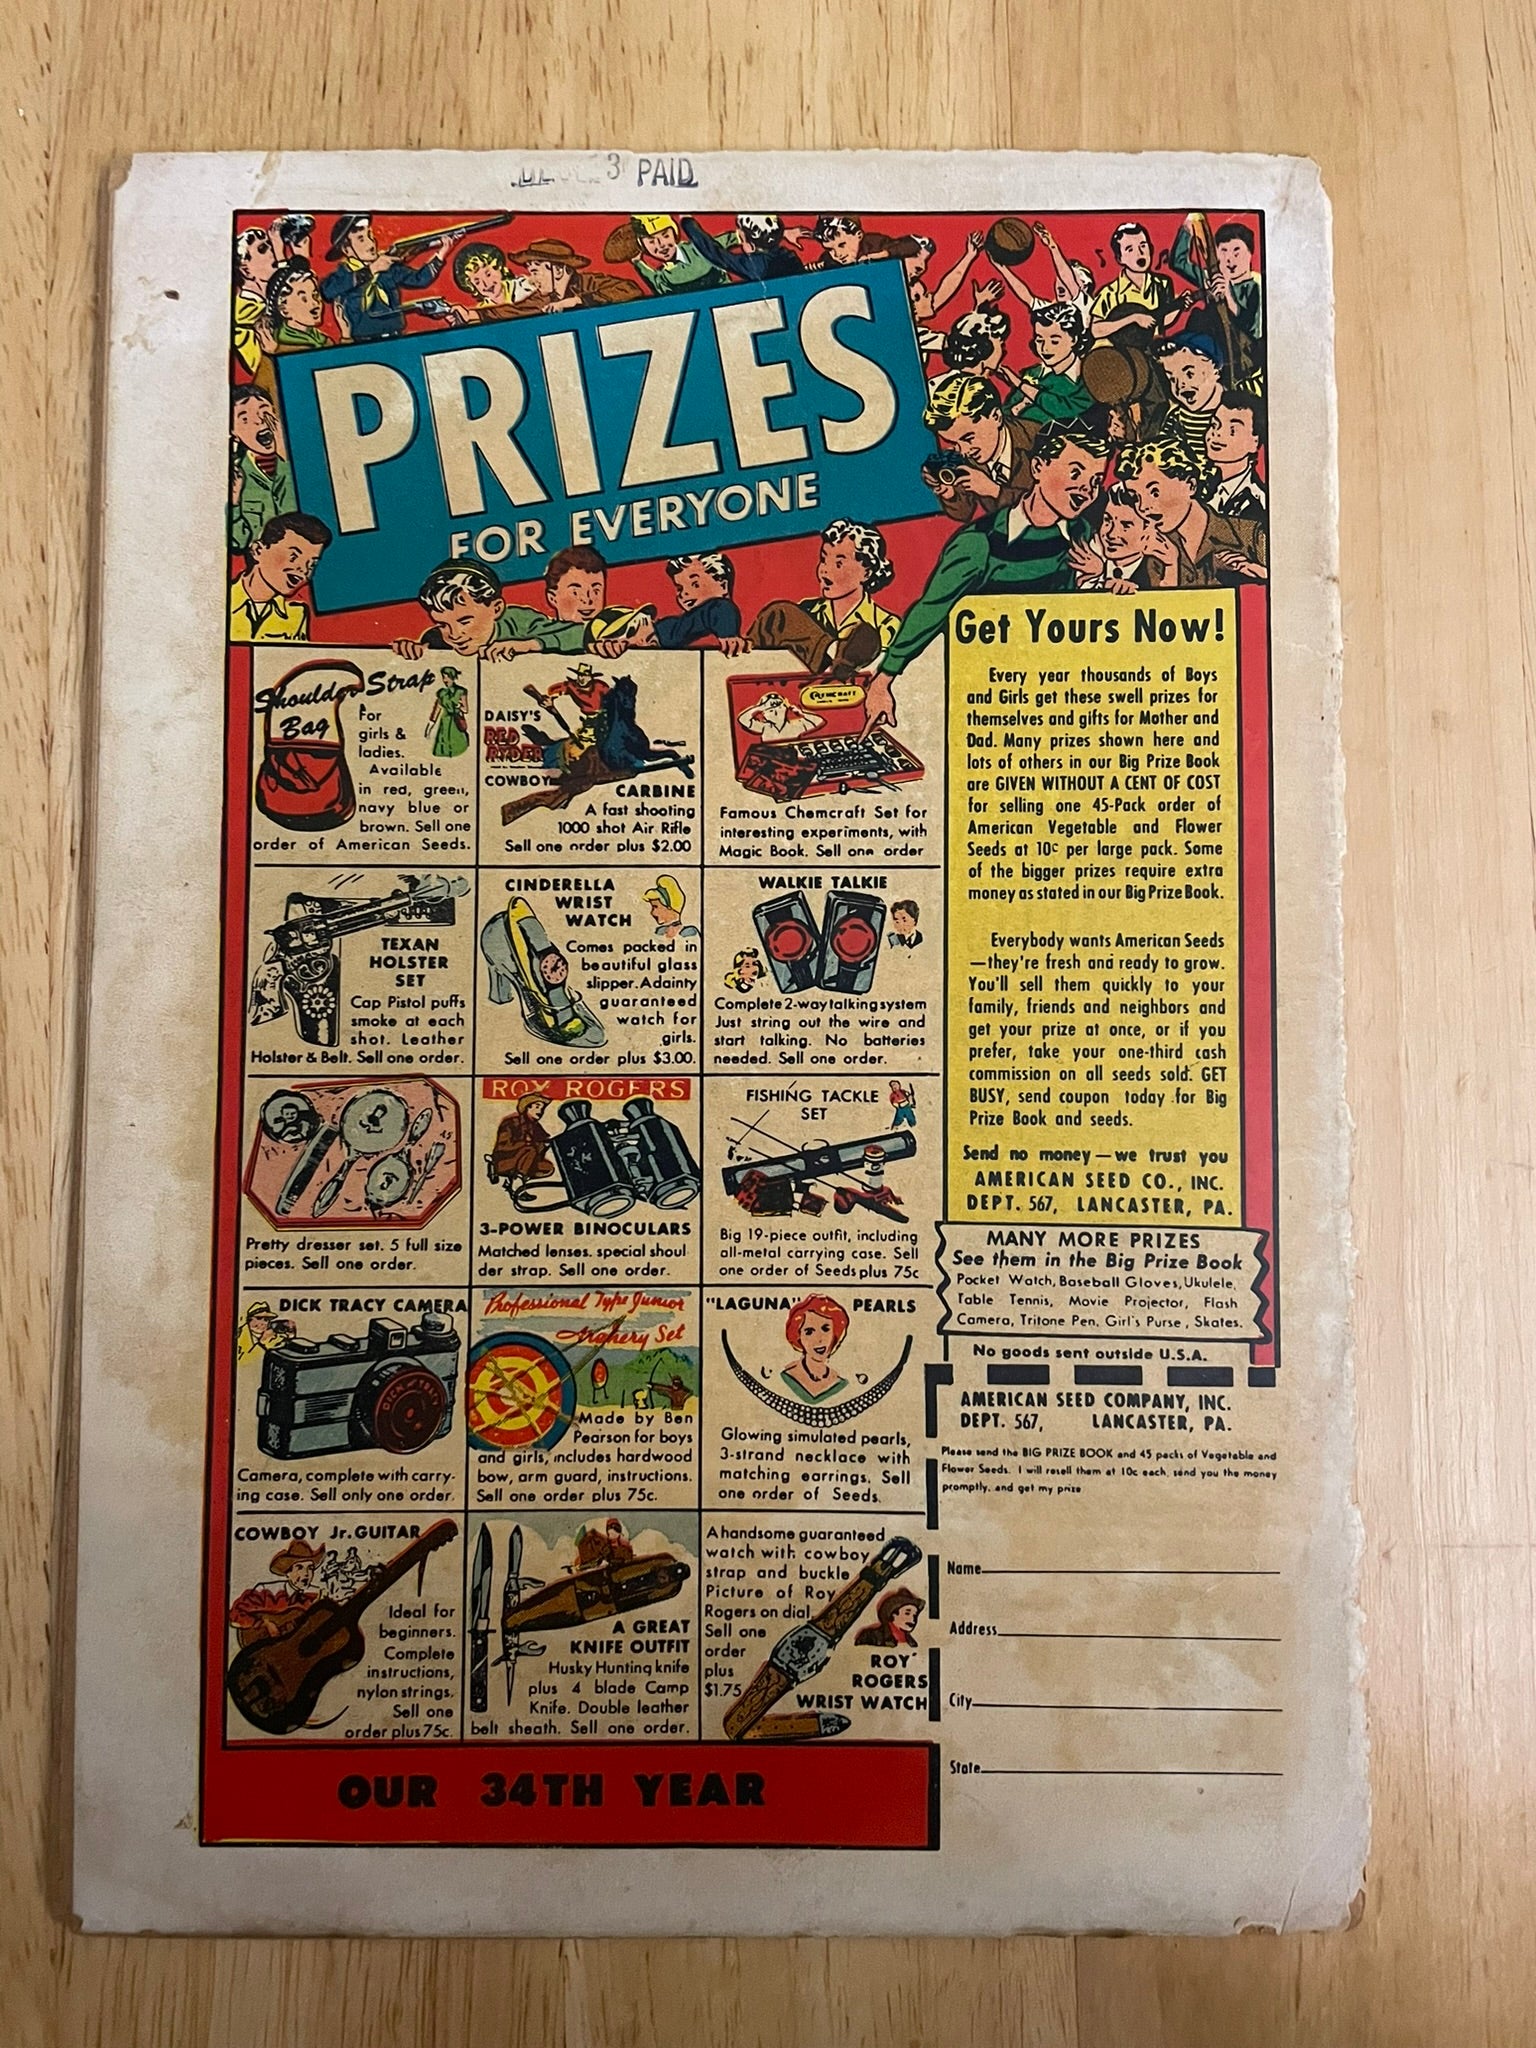 3 PAID
PRIZES
FOR EVERYONE
Shoulder Strap
Bag
For
girls &
ladies.
Available
in red, green,
navy blue or
brown. Sell one
order of American Seeds.
DAISY'S
RED
RYDER
COWBOY
CARBINE
A fast shooting
1000 shot Air Rifle
Sell one order plus $2.00
CHEMCRAFT
Famous Chemcraft Set for
interesting experiments, with
Magic Book. Sell one order
TEXAN
HOLSTER
SET
Cap Pistol puffs
smoke at each
shot. Leather
Holster & Belt. Sell one order.
CINDERELLA
WRIST
WATCH
Comes packed in
beautiful glass
slipper. A dainty
guaranteed
watch for
girls.
Sell one order plus $3.00.
WALKIE TALKIE
Complete 2-way talking system
Just string out the wire and
start talking. No batteries
needed. Sell one order.
Pretty dresser set. 5 full size
pieces. Sell one order.
ROY ROGERS
3-POWER BINOCULARS
Matched lenses. special shoul
der strap. Sell one order.
FISHING TACKLE
SET
Big 19-piece outfit, including
all-metal carrying case. Sell
one order of Seeds plus 75c
DICK TRACY CAMERA
DICK TRACY
Camera, complete with carry-
ing case. Sell only one order.
Professional Type Junior
Archery Set
Made by Ben
Pearson for boys
and girls, includes hardwood
bow, arm guard, instructions.
Sell one order plus 75c.
"LAGUNA" PEARLS
Glowing simulated pearls,
3-strand necklace with
matching earrings. Sell
one order of Seeds.
COWBOY Jr. GUITAR
Ideal for
beginners.
Complete
instructions,
nylon strings.
Sell one
order plus 75c.
A GREAT
KNIFE OUTFIT
Husky Hunting knife
plus 4 blade Camp
Knife. Double leather
belt sheath. Sell one order.
A handsome guaranteed
watch with cowboy
strap and buckle
Picture of Roy
Rogers on dial
Sell one
order
plus
$1.75
ROY
ROGERS
WRIST WATCH
OUR 34TH YEAR
Get Yours Now!
Every year thousands of Boys
and Girls get these swell prizes for
themselves and gifts for Mother and
Dad. Many prizes shown here and
lots of others in our Big Prize Book
are GIVEN WITHOUT A CENT OF COST
for selling one 45-Pack order of
American Vegetable and Flower
Seeds at 10c per large pack. Some
of the bigger prizes require extra
money as stated in our Big Prize Book.
Everybody wants American Seeds
—they're fresh and ready to grow.
You'll sell them quickly to your
family, friends and neighbors and
get your prize at once, or if you
prefer, take your one-third cash
commission on all seeds sold. GET
BUSY, send coupon today for Big
Prize Book and seeds.
Send no money — we trust you
AMERICAN SEED CO., INC.
DEPT. 567, LANCASTER, PA.
MANY MORE PRIZES
See them in the Big Prize Book
Pocket Watch, Baseball Gloves, Ukulele,
Table Tennis, Movie Projector, Flash
Camera, Tritone Pen, Girl's Purse, Skates.
No goods sent outside U.S.A.
AMERICAN SEED COMPANY, INC.
DEPT. 567, LANCASTER, PA.
Please send the BIG PRIZE BOOK and 45 packs of Vegetable and
Flower Seeds. I will resell them at 10c each, send you the money
promptly, and get my prize
Name
Address
City
State